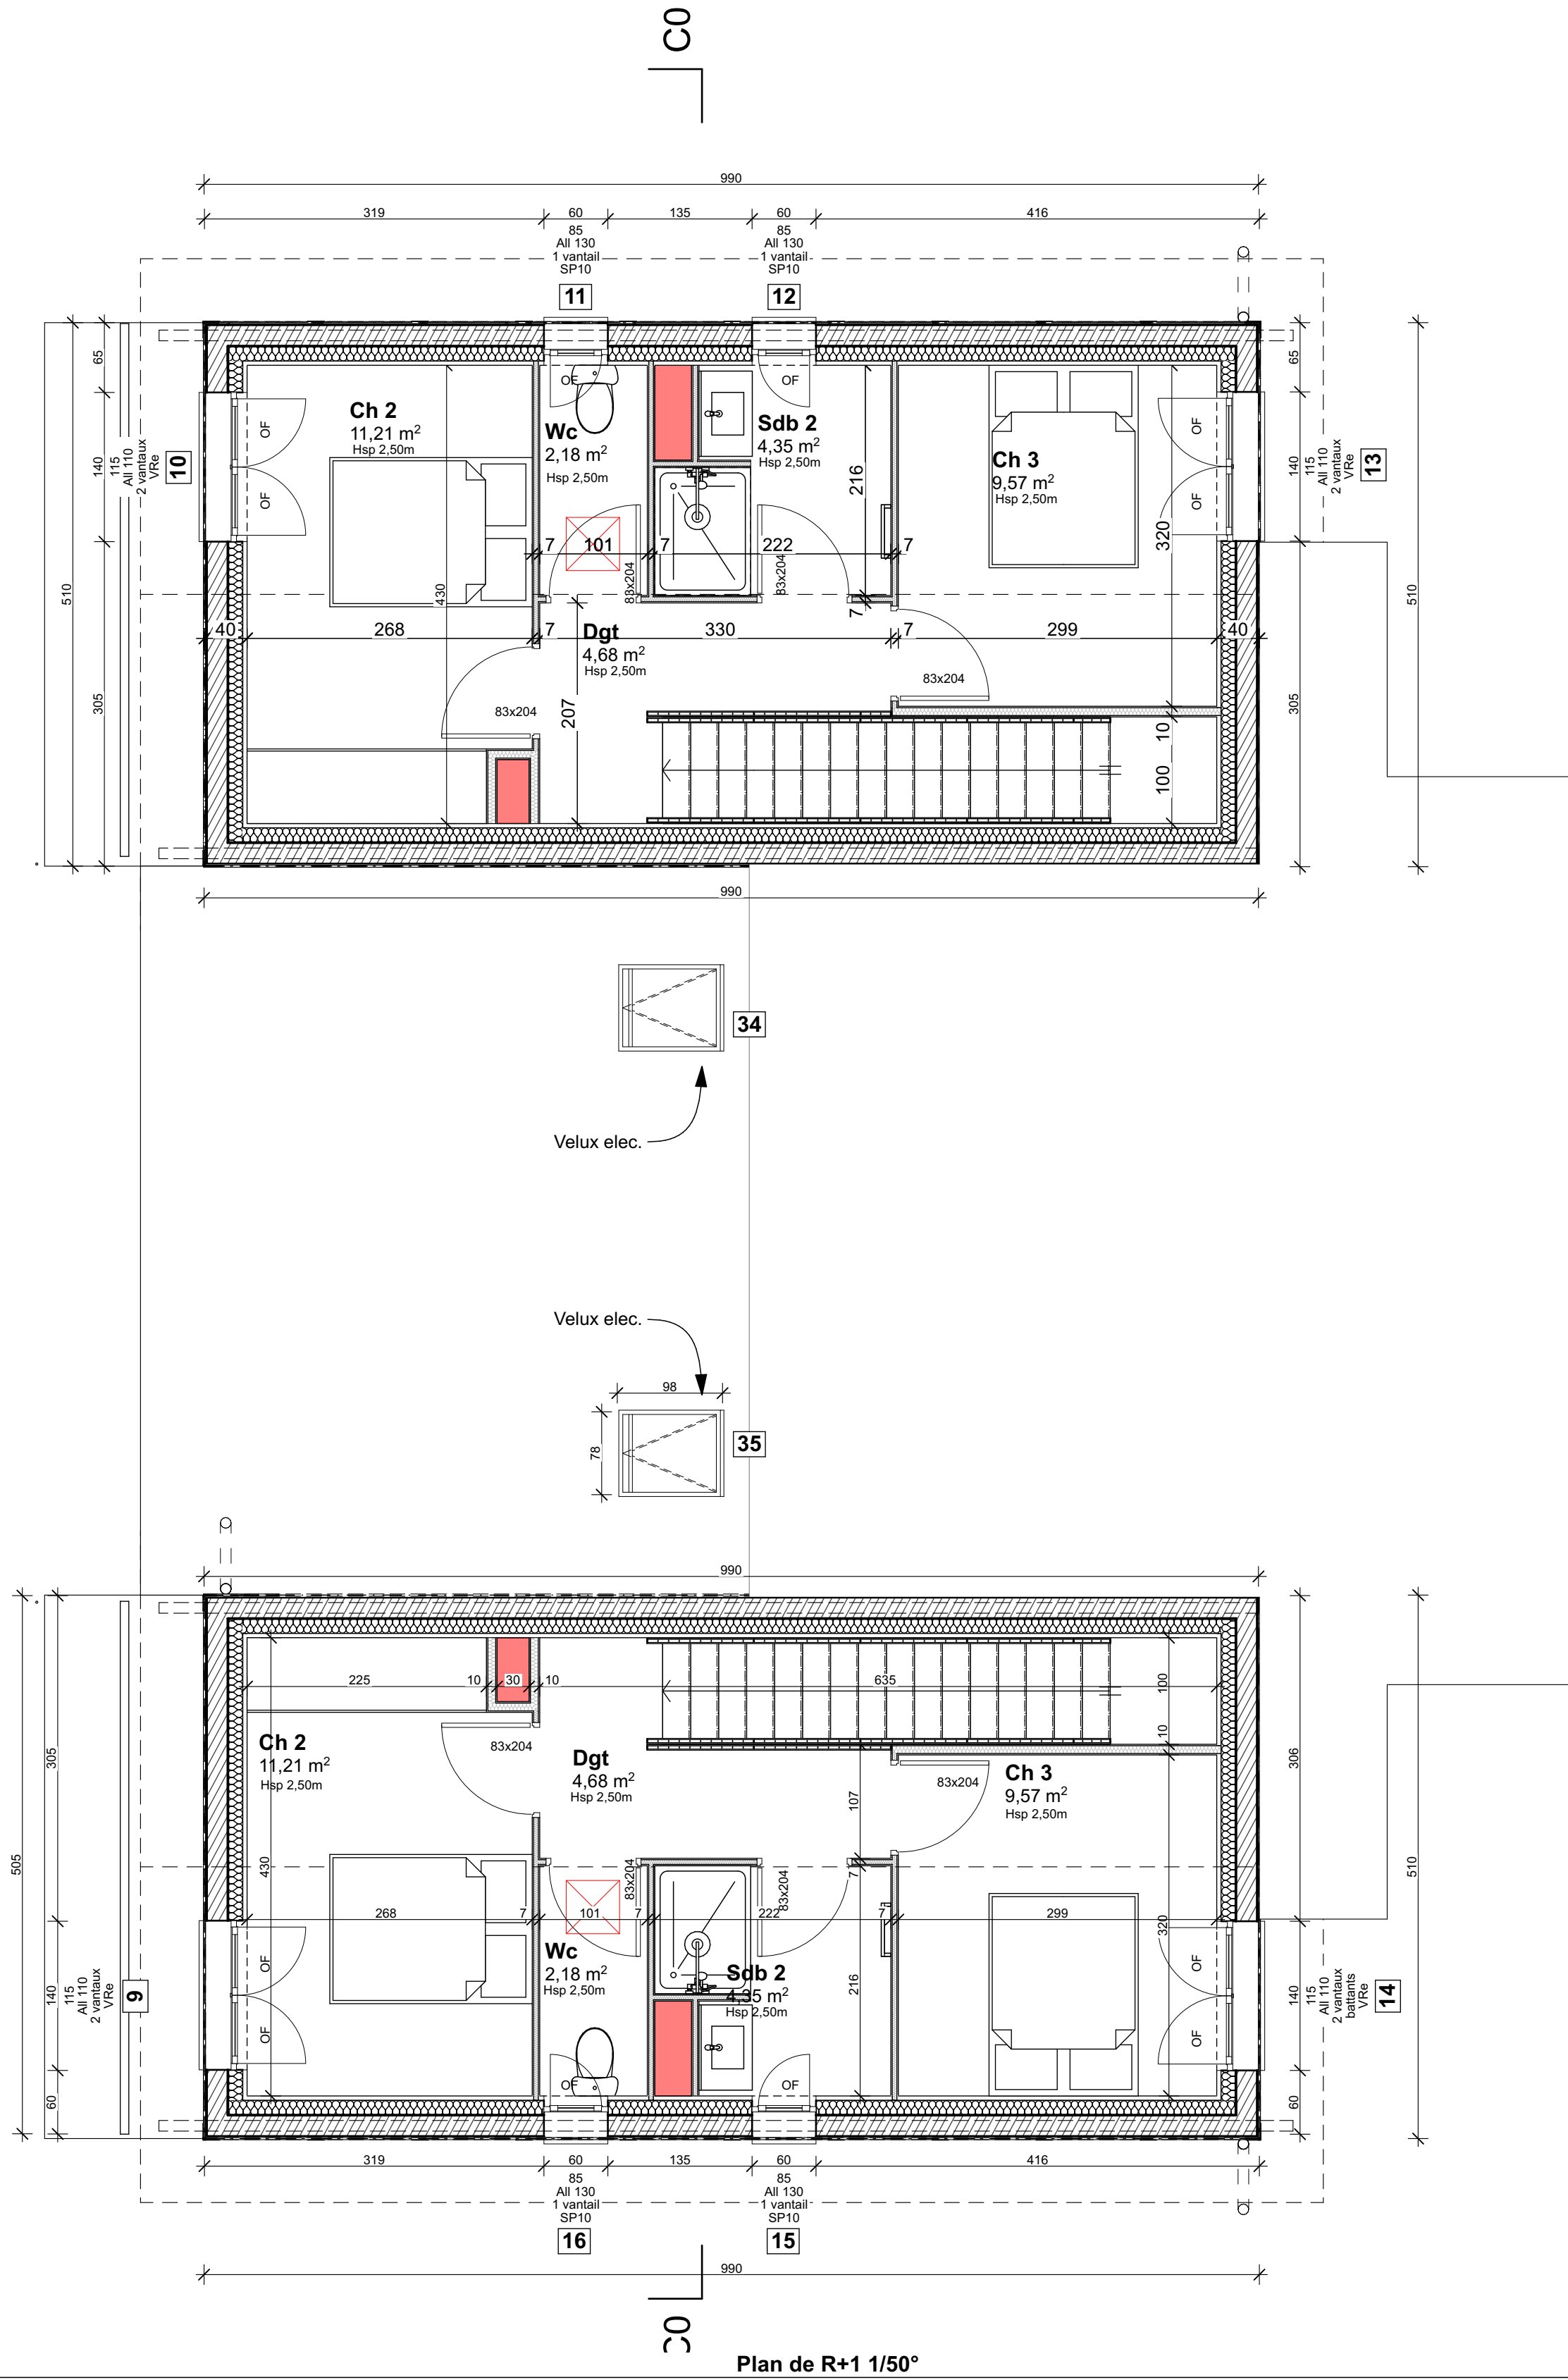 C0
990
319
60
135
60
416
85
All 130
1 vantail
SP10
85
All 130
1 vantail
SP10
11
12
65
140
305
510
115
All 110
2 vantaux
VRe
10
OF
OF
Ch 2
11,21 m²
Hsp 2,50m
OF
Wc
2,18 m²
Hsp 2,50m
OF
Sdb 2
4,35 m²
Hsp 2,50m
216
Ch 3
9,57 m²
Hsp 2,50m
OF
OF
65
140
305
510
115
All 110
2 vantaux
VRe
13
7
101
7
222
7
83x204
83x204
320
430
7
40
268
7
330
7
299
40
Dgt
4,68 m²
Hsp 2,50m
83x204
83x204
207
10
100
990
34
Velux elec.
Velux elec.
98
78
35
990
225
10
30
10
635
100
10
Ch 2
11,21 m²
Hsp 2,50m
83x204
Dgt
4,68 m²
Hsp 2,50m
107
83x204
Ch 3
9,57 m²
Hsp 2,50m
305
140
60
505
306
140
60
510
430
83x204
83x204
7
268
7
101
7
222
7
299
320
115
All 110
2 vantaux
VRe
9
OF
OF
Wc
2,18 m²
Hsp 2,50m
Sdb 2
4,35 m²
Hsp 2,50m
216
OF
OF
OF
OF
115
All 110
2 vantaux
battants
VRe
14
319
60
135
60
416
85
All 130
1 vantail
SP10
85
All 130
1 vantail
SP10
16
15
990
C0
Plan de R+1 1/50°